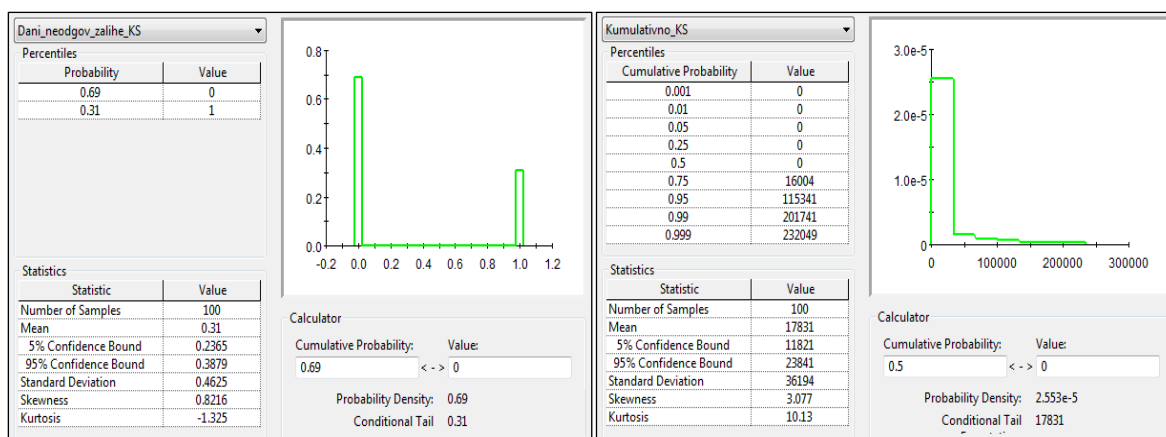 Dani_neodgov_zalihe_KS
Percentiles
Probability Value
0.69 0
0.31 1
Statistics
Statistic Value
Number of Samples 100
Mean 0.31
5% Confidence Bound 0.2365
95% Confidence Bound 0.3879
Standard Deviation 0.4625
Skewness 0.8216
Kurtosis -1.325
0.8
0.6
0.4
0.2
0.0
-0.2 0.0 0.2 0.4 0.6 0.8 1.0 1.2
Calculator
Cumulative Probability: Value:
0.69 < - > 0
Probability Density: 0.69
Conditional Tail 0.31
Kumulativno_KS
Percentiles
Cumulative Probability Value
0.001 0
0.01 0
0.05 0
0.25 0
0.5 0
0.75 16004
0.95 115341
0.99 201741
0.999 232049
Statistics
Statistic Value
Number of Samples 100
Mean 17831
5% Confidence Bound 11821
95% Confidence Bound 23841
Standard Deviation 36194
Skewness 3.077
Kurtosis 10.13
3.0e-5
2.0e-5
1.0e-5
0
0 100000 200000 300000
Calculator
Cumulative Probability: Value:
0.5 < - > 0
Probability Density: 2.553e-5
Conditional Tail 17831